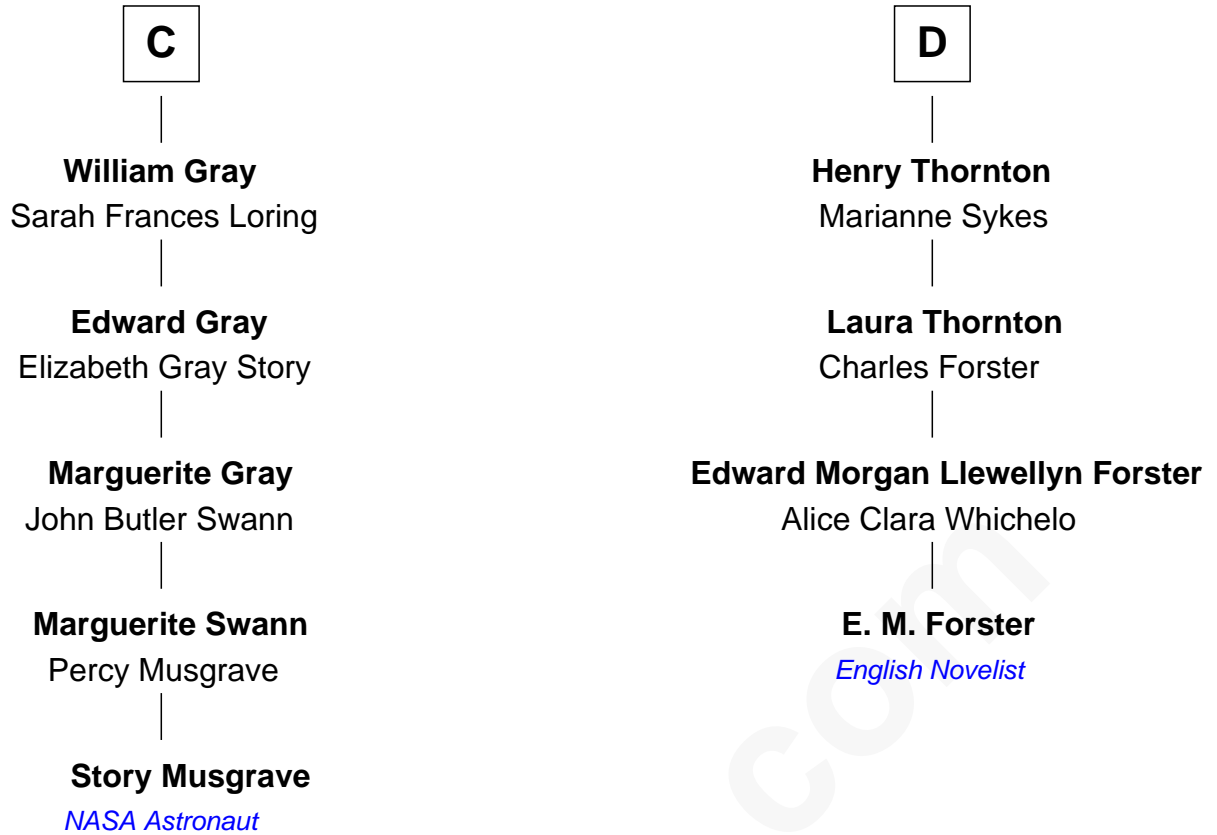 C
William Gray
Sarah Frances Loring
Edward Gray
Elizabeth Gray Story
Marguerite Gray
John Butler Swann
Marguerite Swann
Percy Musgrave
Story Musgrave
NASA Astronaut
D
Henry Thornton
Marianne Sykes
Laura Thornton
Charles Forster
Edward Morgan Llewellyn Forster
Alice Clara Whichelo
E. M. Forster
English Novelist
com